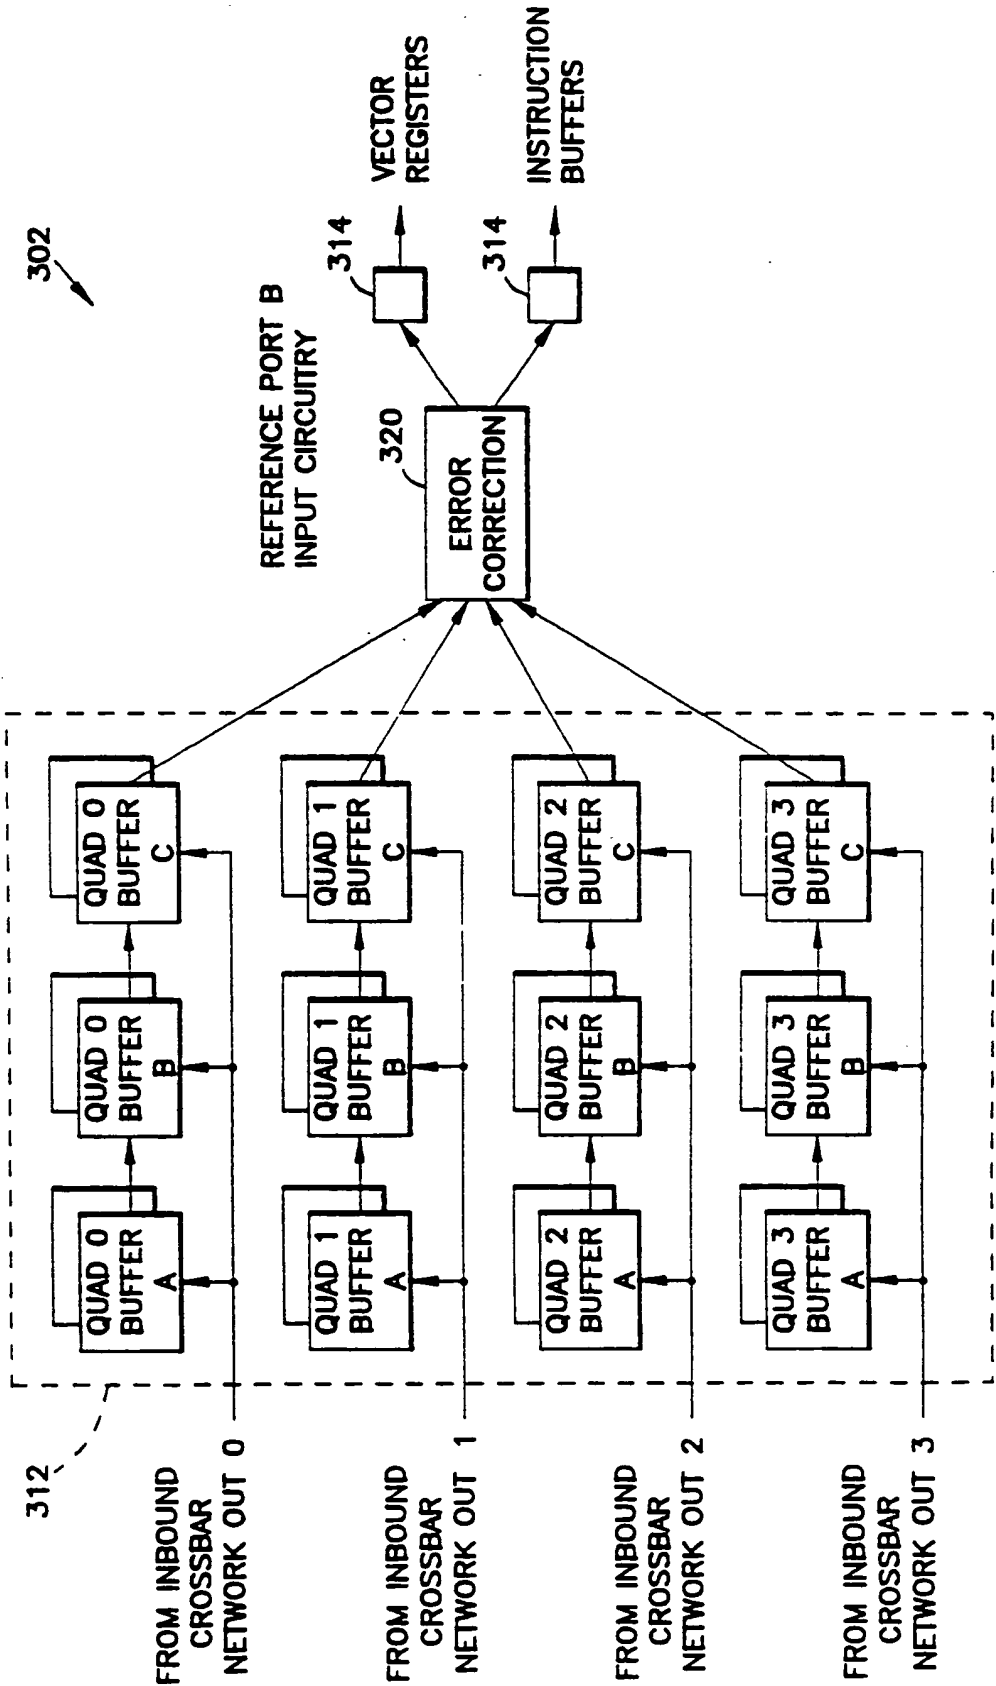 302
REFERENCE PORT B
INPUT CIRCUITRY
312
FROM INBOUND
CROSSBAR
NETWORK OUT 0
QUAD 0
BUFFER
A
QUAD 0
BUFFER
B
QUAD 0
BUFFER
C
FROM INBOUND
CROSSBAR
NETWORK OUT 1
QUAD 1
BUFFER
A
QUAD 1
BUFFER
B
QUAD 1
BUFFER
C
FROM INBOUND
CROSSBAR
NETWORK OUT 2
QUAD 2
BUFFER
A
QUAD 2
BUFFER
B
QUAD 2
BUFFER
C
FROM INBOUND
CROSSBAR
NETWORK OUT 3
QUAD 3
BUFFER
A
QUAD 3
BUFFER
B
QUAD 3
BUFFER
C
320
ERROR
CORRECTION
314
VECTOR
REGISTERS
314
INSTRUCTION
BUFFERS